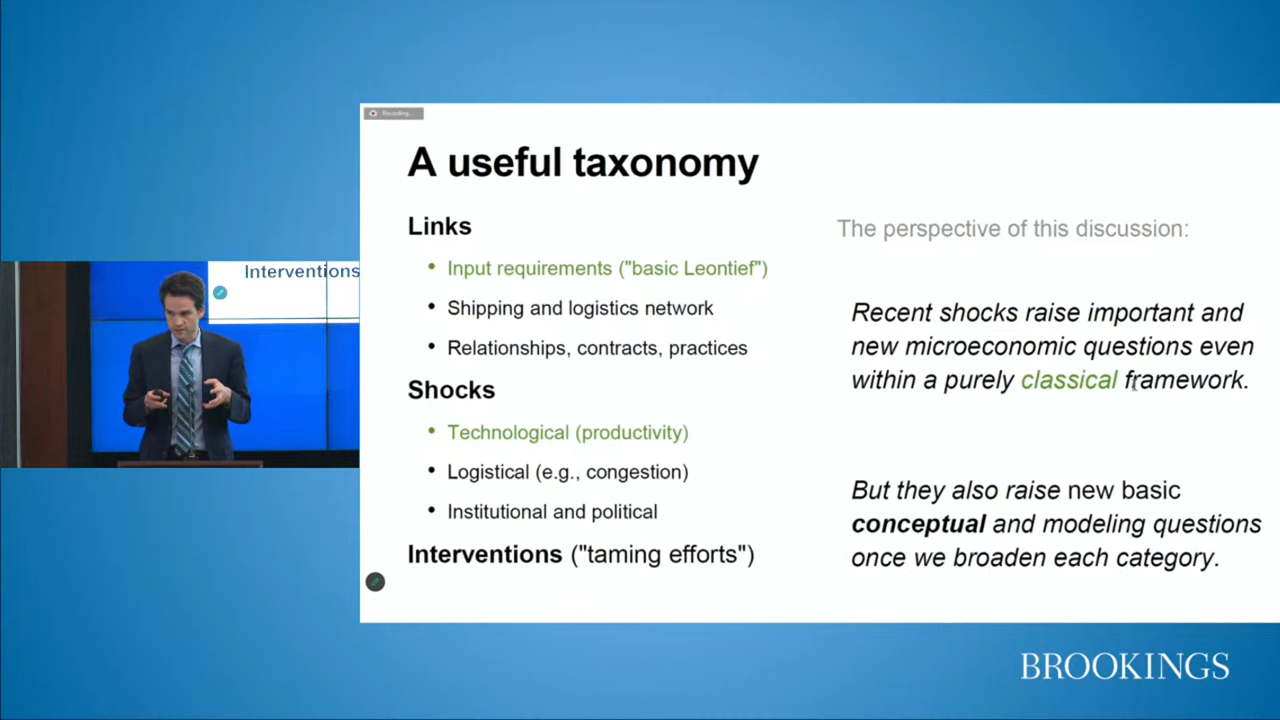 Recording...
A useful taxonomy
Links
• Input requirements ("basic Leontief")
• Shipping and logistics network
• Relationships, contracts, practices
Shocks
• Technological (productivity)
• Logistical (e.g., congestion)
• Institutional and political
Interventions ("taming efforts")
The perspective of this discussion:
Recent shocks raise important and
new microeconomic questions even
within a purely classical framework.
But they also raise new basic
conceptual and modeling questions
once we broaden each category.
Interventions
BROOKINGS